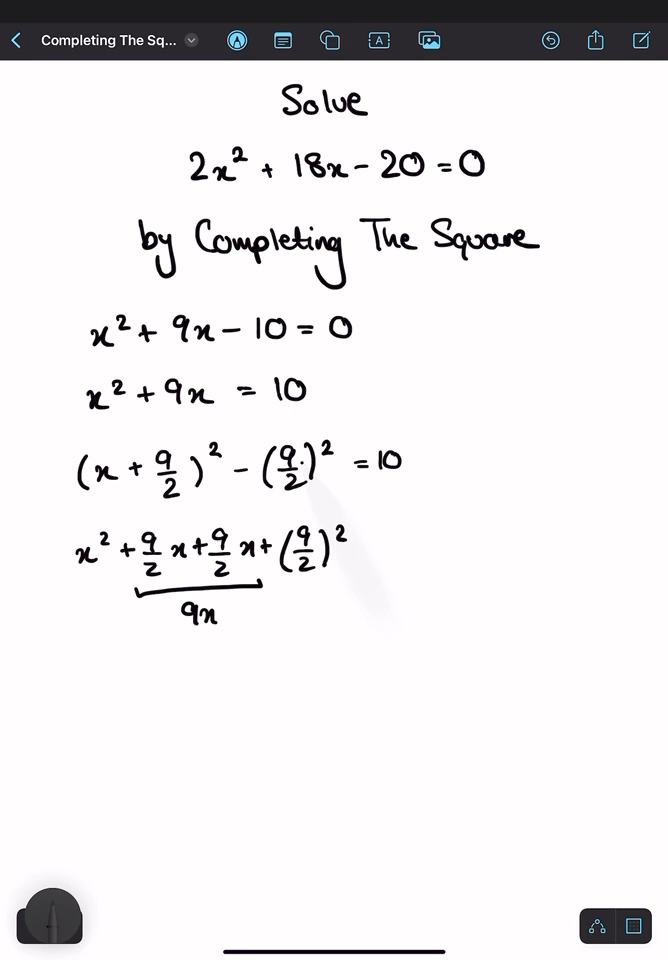 Completing The Sq...
Solve
2x² + 18x - 20 = 0
by Completing The Square
x² + 9x - 10 = 0
x² + 9x = 10
(x + 9/2)² - (9/2)² = 10
x² + 9/2 x + 9/2 x + (9/2)²
9x